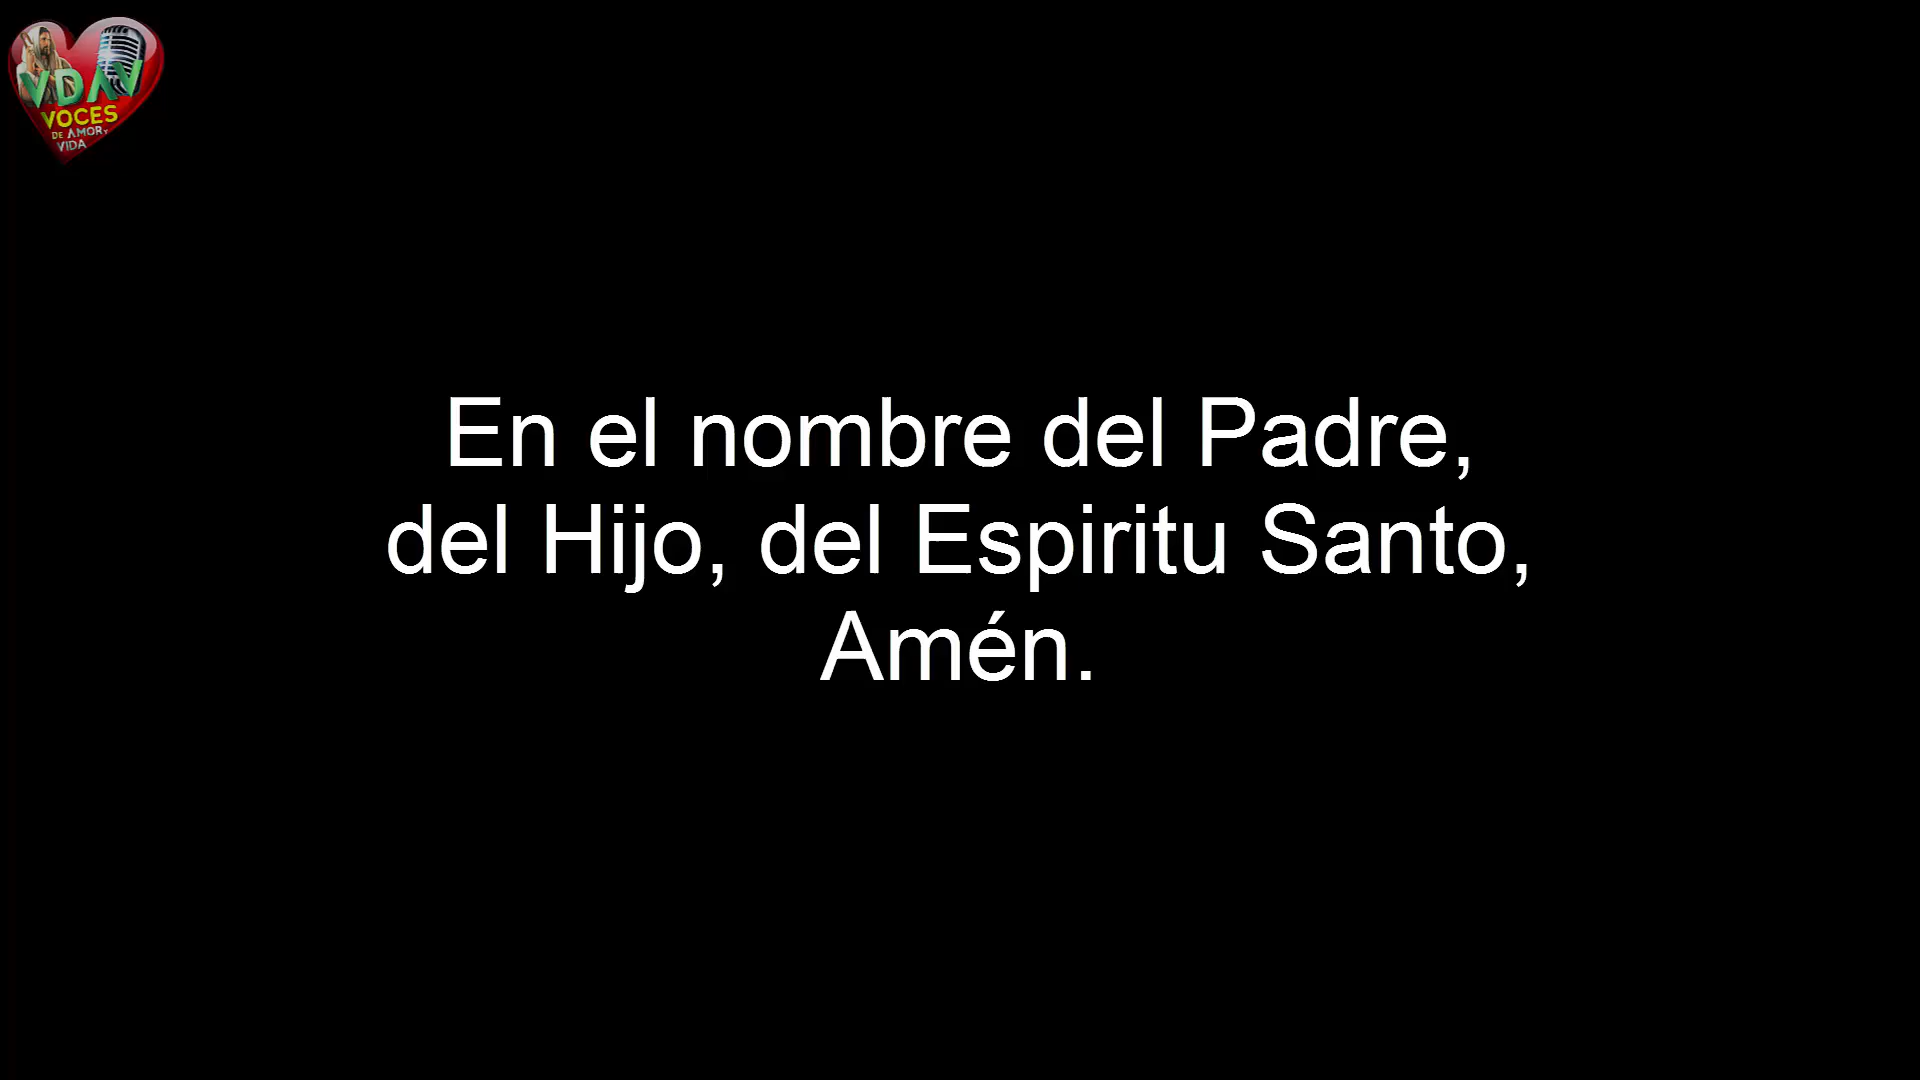 VDAV
VOCES
DE AMOR Y
VIDA
En el nombre del Padre,
del Hijo, del Espiritu Santo,
Amén.